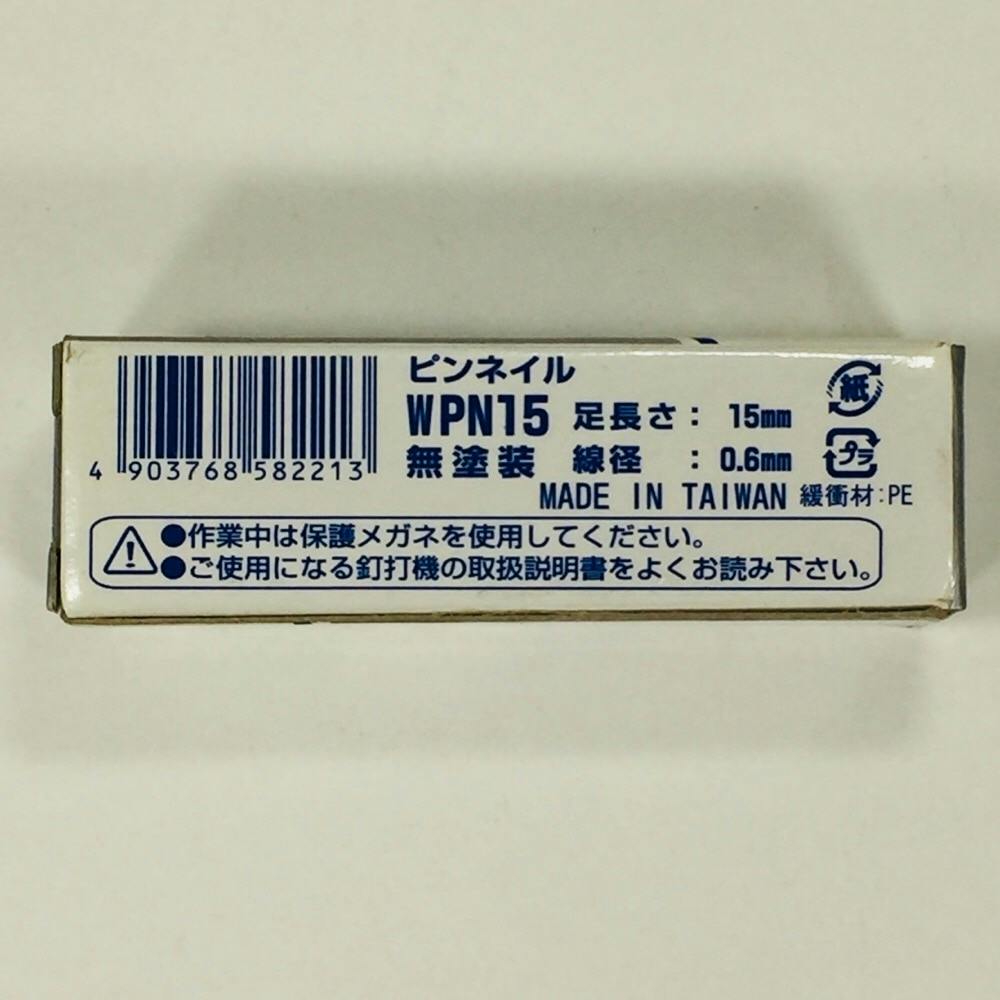 4 903768 582213
ピンネイル
WPN15 足長さ： 15mm
無塗装 線径 ： 0.6mm
MADE IN TAIWAN 緩衝材：PE
紙
プラ
●作業中は保護メガネを使用してください。
●ご使用になる釘打機の取扱説明書をよくお読み下さい。